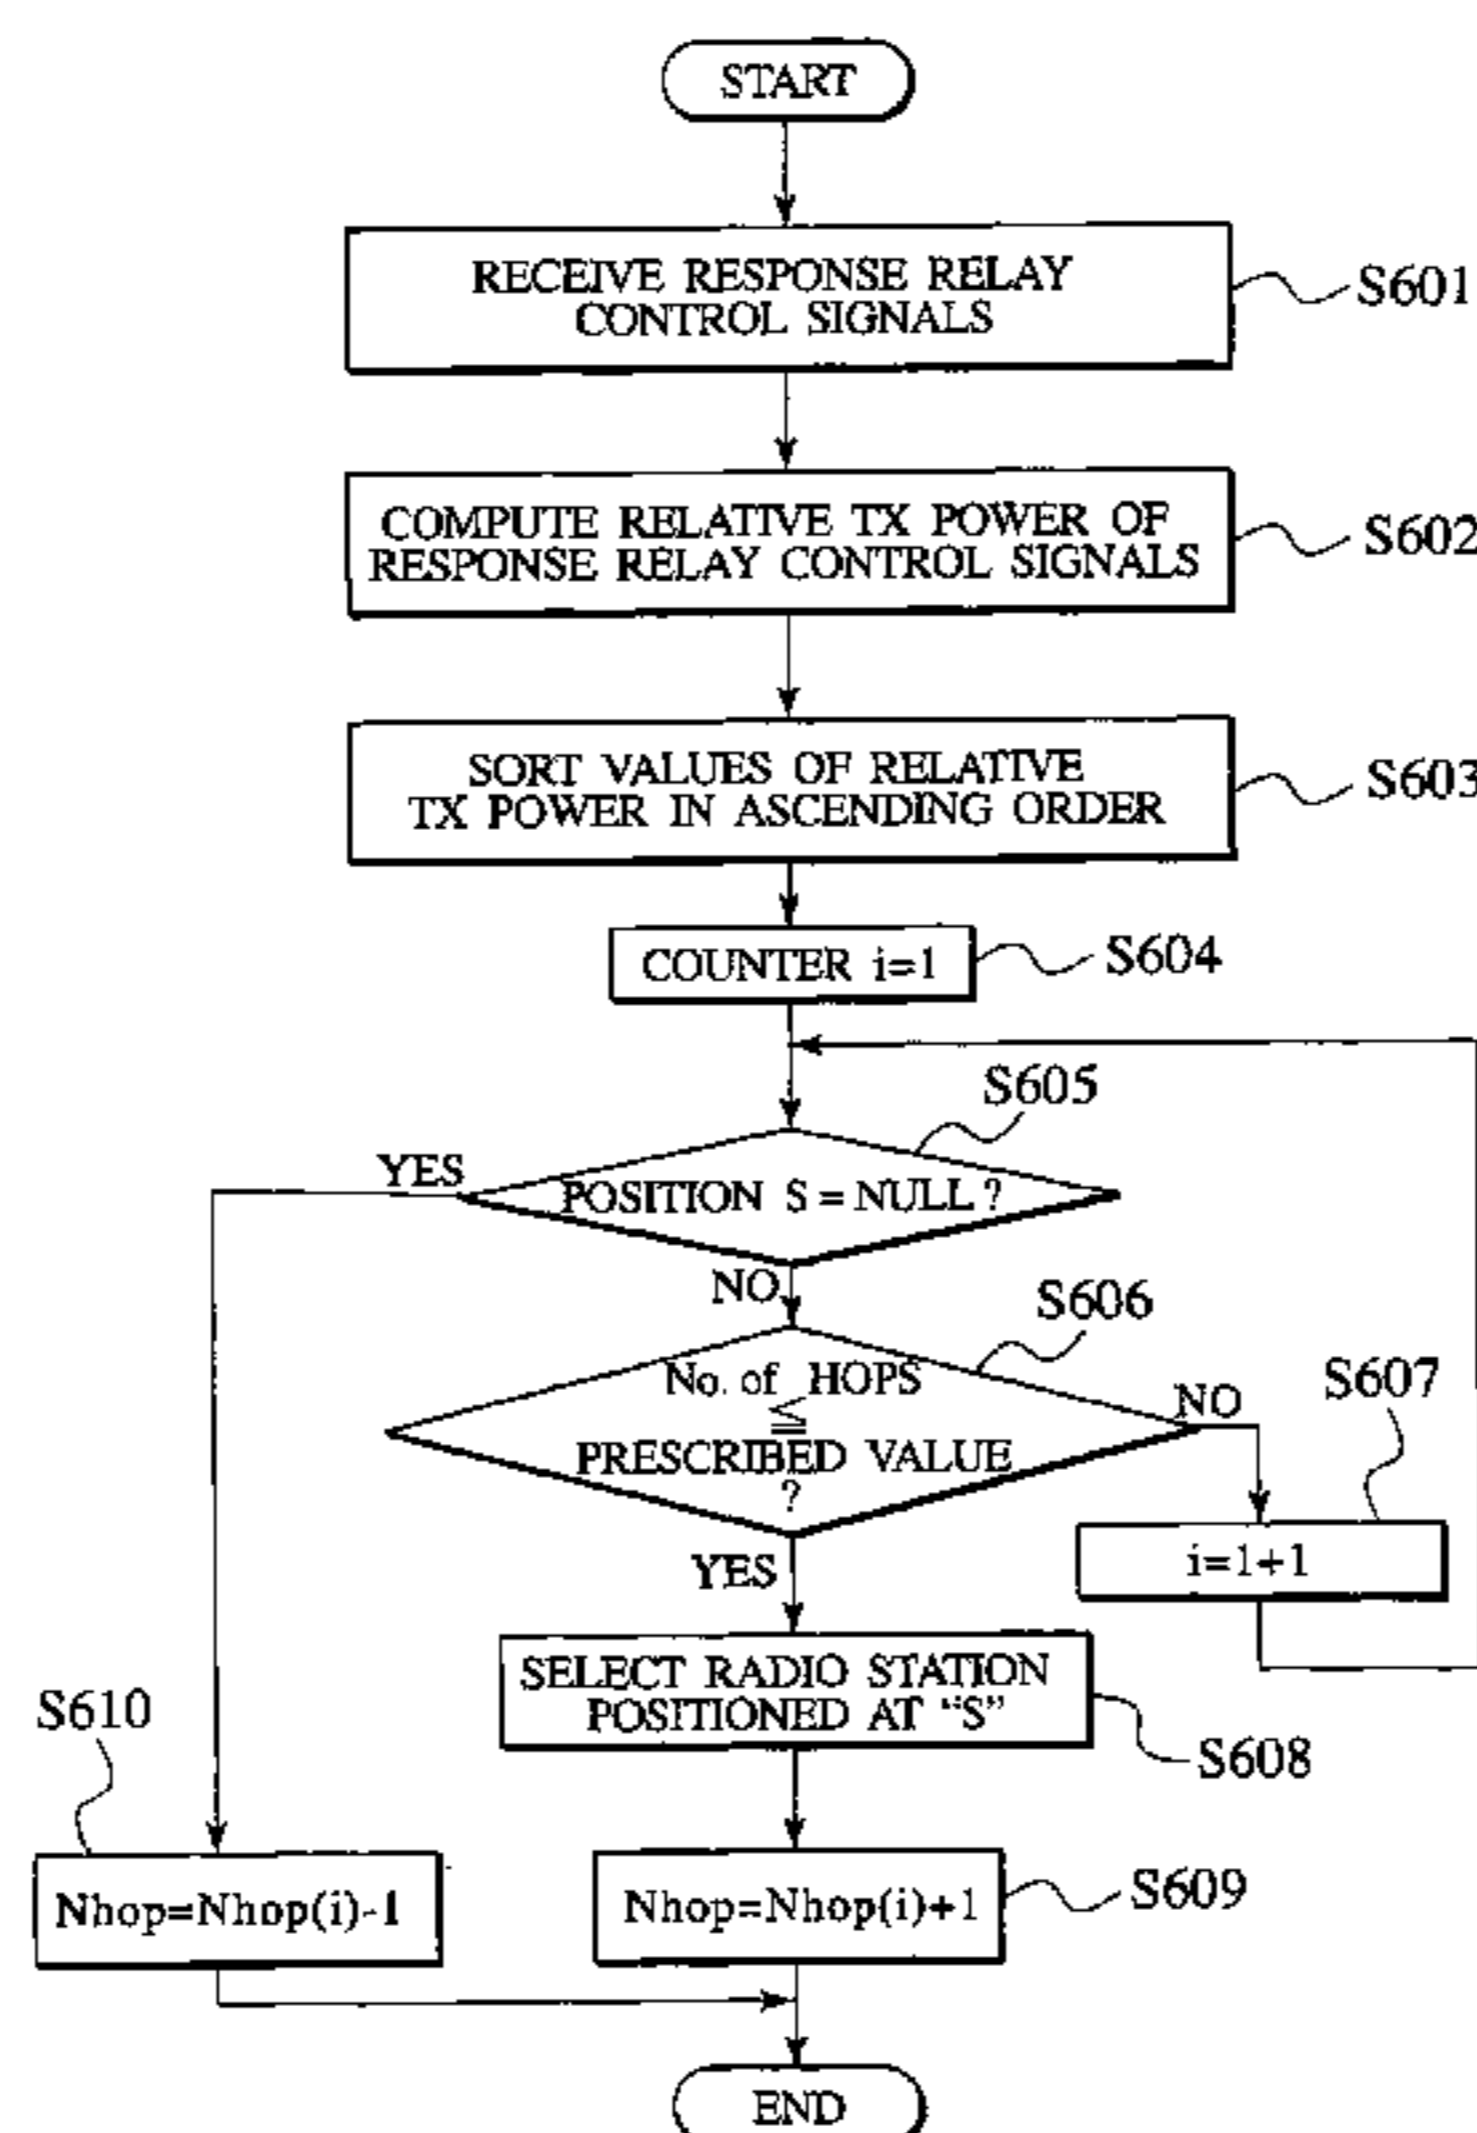 START
RECEIVE RESPONSE RELAY
CONTROL SIGNALS
S601
COMPUTE RELATIVE TX POWER OF
RESPONSE RELAY CONTROL SIGNALS
S602
SORT VALUES OF RELATIVE
TX POWER IN ASCENDING ORDER
S603
COUNTER i=1
S604
S605
YES
POSITION S = NULL ?
NO
S606
No. of HOPS
≦
PRESCRIBED VALUE
?
NO
S607
i=1+1
YES
SELECT RADIO STATION
POSITIONED AT “S”
S608
S610
Nhop=Nhop(i)-1
Nhop=Nhop(i)+1
S609
END